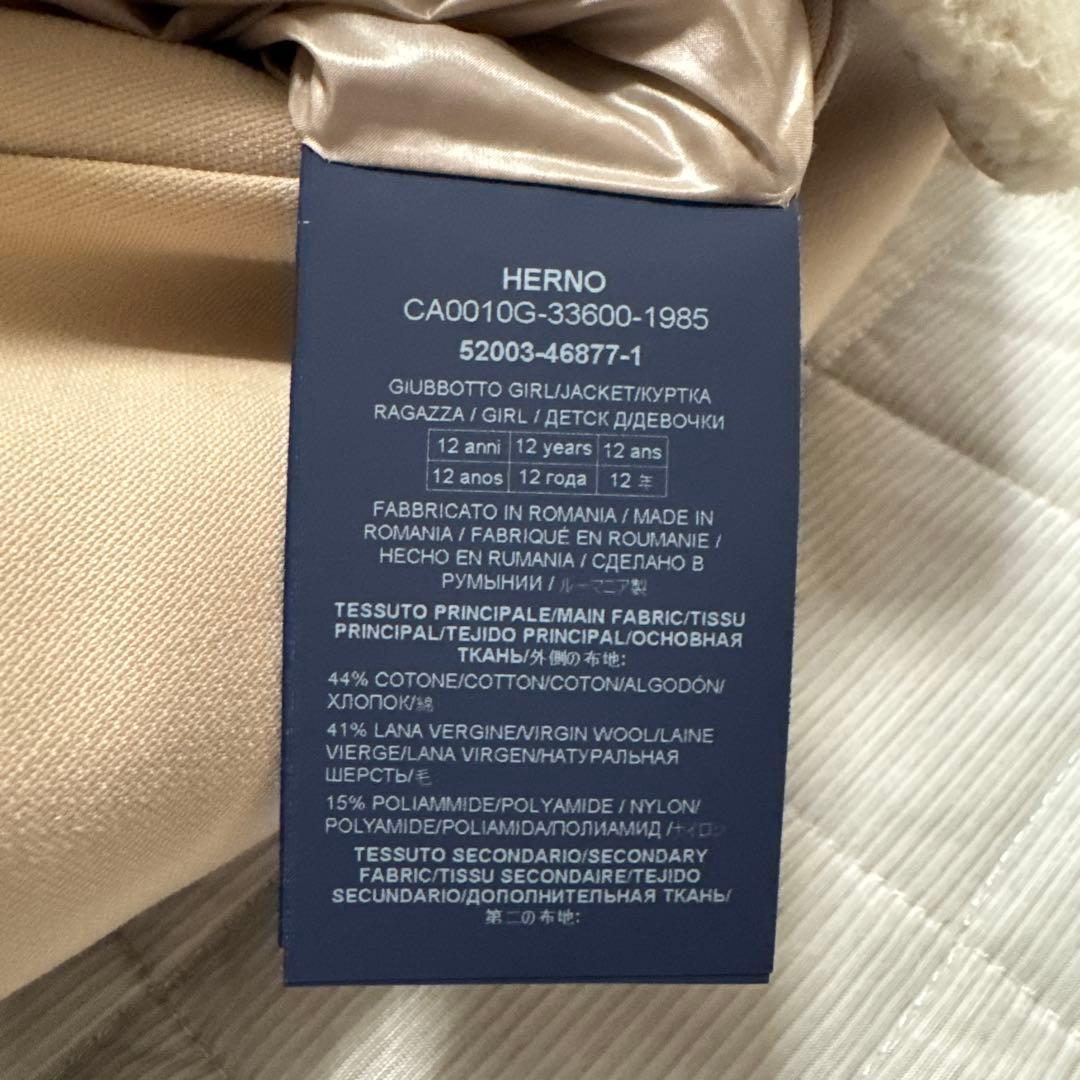 HERNO
CA0010G-33600-1985
52003-46877-1
GIUBBOTTO GIRL/JACKET/КУРТКА
RAGAZZA / GIRL / ДЕТСК Д/ДЕВОЧКИ
12 anni 12 years 12 ans
12 anos 12 года 12 年
FABBRICATO IN ROMANIA / MADE IN
ROMANIA / FABRIQUÉ EN ROUMANIE /
HECHO EN RUMANIA / СДЕЛАНО В
РУМЫНИИ / ルーマニア製
TESSUTO PRINCIPALE/MAIN FABRIC/TISSU
PRINCIPAL/TEJIDO PRINCIPAL/ОСНОВНАЯ
ТКАНЬ/外側の布地:
44% COTONE/COTTON/COTON/ALGODÓN/
ХЛОПОК/綿
41% LANA VERGINE/VIRGIN WOOL/LAINE
VIERGE/LANA VIRGEN/НАТУРАЛЬНАЯ
ШЕРСТЬ/毛
15% POLIAMMIDE/POLYAMIDE / NYLON/
POLYAMIDE/POLIAMIDA/ПОЛИАМИД /ナイロン
TESSUTO SECONDARIO/SECONDARY
FABRIC/TISSU SECONDAIRE/TEJIDO
SECUNDARIO/ДОПОЛНИТЕЛЬНАЯ ТКАНЬ/
第二の布地: